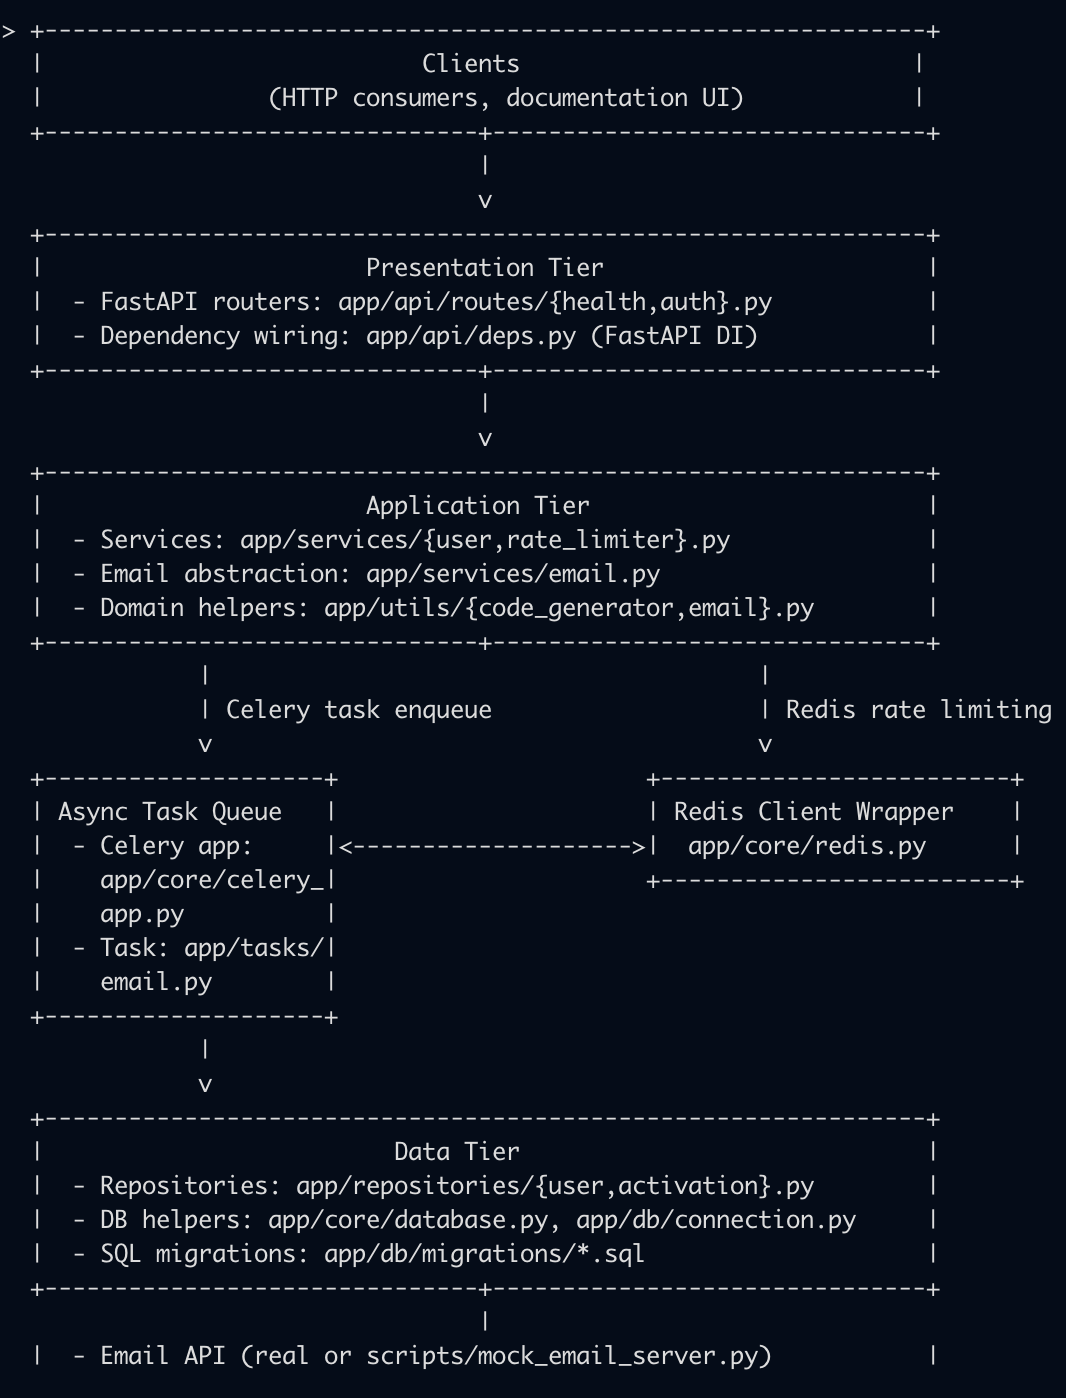 > +---------------------------------------------------------------+
  |                           Clients                            |
  |                (HTTP consumers, documentation UI)            |
  +-------------------------------+-------------------------------+
                                  |
                                  v
  +---------------------------------------------------------------+
  |                       Presentation Tier                       |
  |  - FastAPI routers: app/api/routes/{health,auth}.py           |
  |  - Dependency wiring: app/api/deps.py (FastAPI DI)            |
  +-------------------------------+-------------------------------+
                                  |
                                  v
  +---------------------------------------------------------------+
  |                       Application Tier                        |
  |  - Services: app/services/{user,rate_limiter}.py              |
  |  - Email abstraction: app/services/email.py                   |
  |  - Domain helpers: app/utils/{code_generator,email}.py        |
  +-------------------------------+-------------------------------+
              |                                       |
              | Celery task enqueue                   | Redis rate limiting
              v                                       v
  +--------------------+                      +-------------------------+
  | Async Task Queue   |                      | Redis Client Wrapper    |
  |  - Celery app:     |<-------------------->|  app/core/redis.py      |
  |    app/core/celery_|                      +-------------------------+
  |    app.py          |
  |  - Task: app/tasks/|
  |    email.py        |
  +--------------------+
              |
              v
  +---------------------------------------------------------------+
  |                         Data Tier                             |
  |  - Repositories: app/repositories/{user,activation}.py        |
  |  - DB helpers: app/core/database.py, app/db/connection.py     |
  |  - SQL migrations: app/db/migrations/*.sql                    |
  +-------------------------------+-------------------------------+
                                  |
  |  - Email API (real or scripts/mock_email_server.py)           |